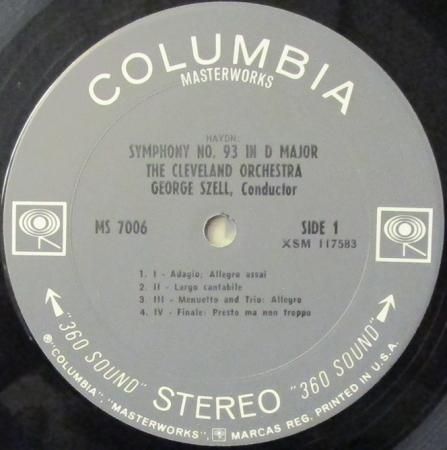 COLUMBIA
MASTERWORKS
HAYDN:
SYMPHONY NO. 93 IN D MAJOR
THE CLEVELAND ORCHESTRA
GEORGE SZELL, Conductor
MS 7006
SIDE 1
XSM 117583
1. I - Adagio; Allegro assai
2. II - Largo cantabile
3. III - Menuetto and Trio: Allegro
4. IV - Finale: Presto ma non troppo
"360 SOUND" STEREO "360 SOUND"
℗"COLUMBIA", "MASTERWORKS", MARCAS REG. PRINTED IN U.S.A.